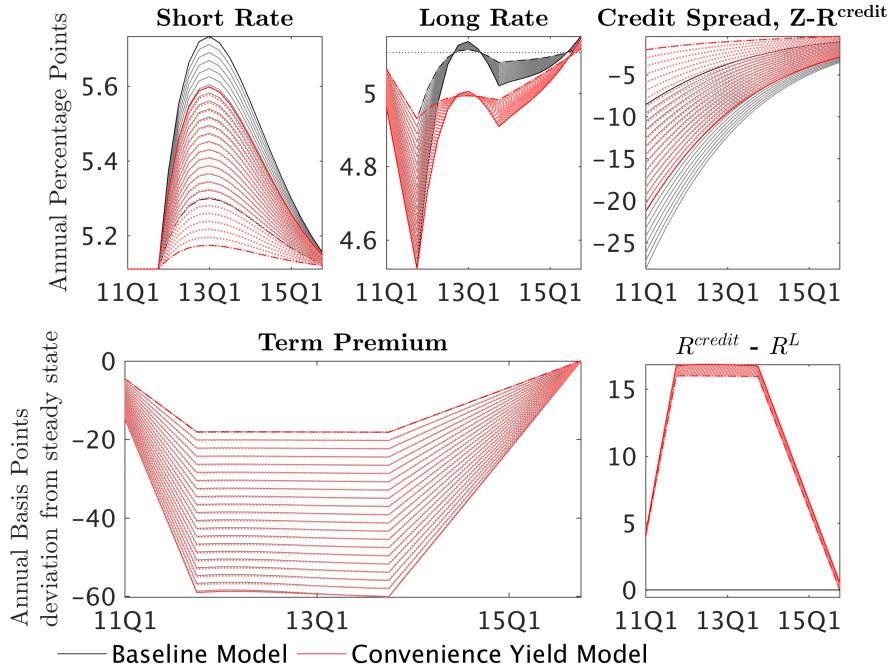 Short Rate
Long Rate
Credit Spread, Z-R^credit
Annual Percentage Points
5.6
5.4
5.2
11Q1 13Q1 15Q1
5
4.8
4.6
11Q1 13Q1 15Q1
-5
-10
-15
-20
-25
11Q1 13Q1 15Q1
Term Premium
R^credit - R^L
Annual Basis Points
deviation from steady state
0
-20
-40
-60
11Q1 13Q1 15Q1
15
10
5
0
11Q1 13Q1 15Q1
Baseline Model
Convenience Yield Model